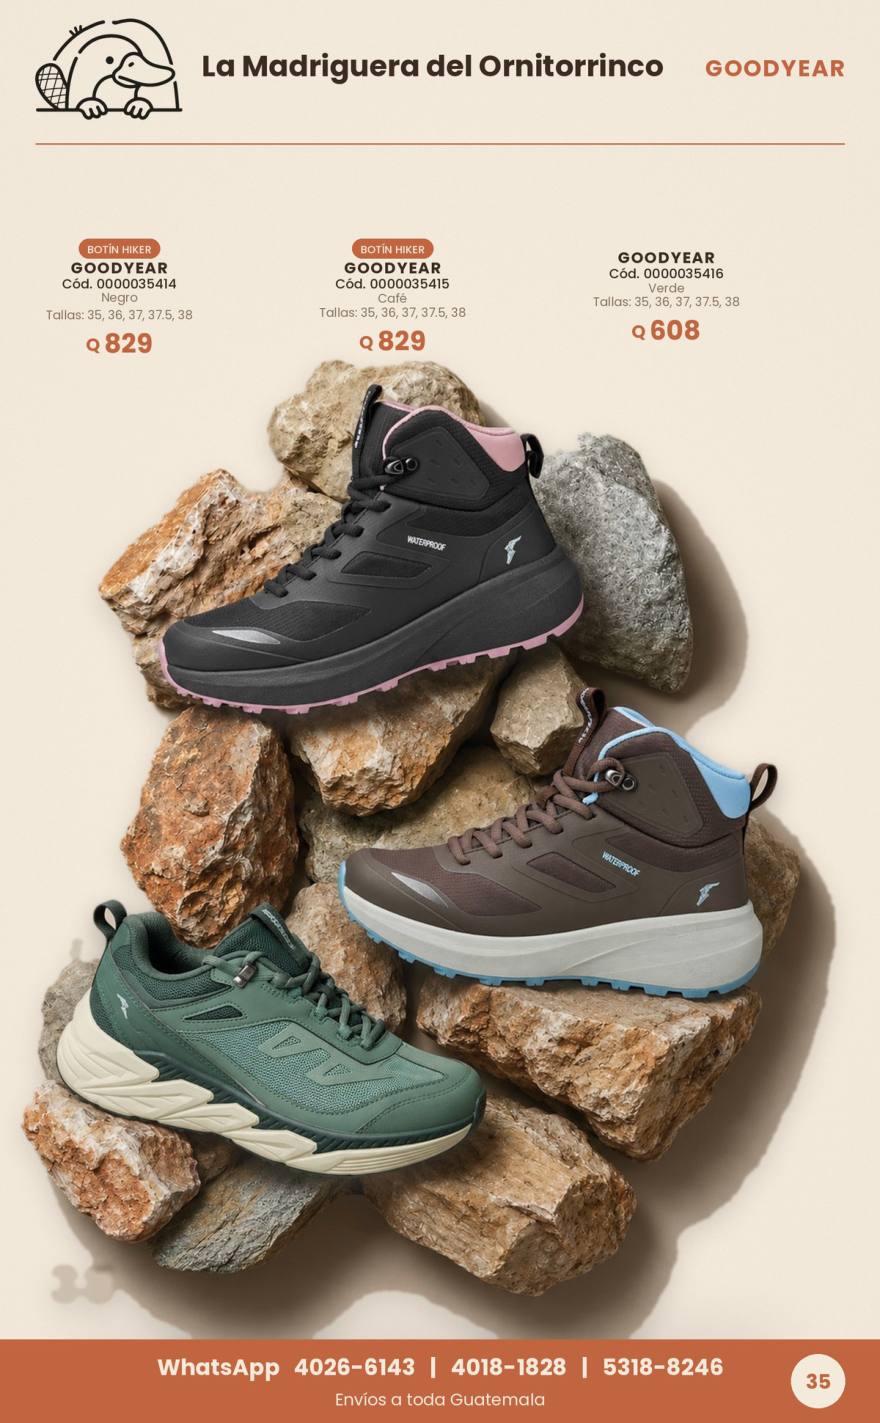 La Madriguera del Ornitorrinco
GOODYEAR
BOTÍN HIKER
GOODYEAR
Cód. 0000035414
Negro
Tallas: 35, 36, 37, 37.5, 38
Q 829
BOTÍN HIKER
GOODYEAR
Cód. 0000035415
Café
Tallas: 35, 36, 37, 37.5, 38
Q 829
GOODYEAR
Cód. 0000035416
Verde
Tallas: 35, 36, 37, 37.5, 38
Q 608
WATERPROOF
WATERPROOF
35
WhatsApp 4026-6143 | 4018-1828 | 5318-8246
Envíos a toda Guatemala
35